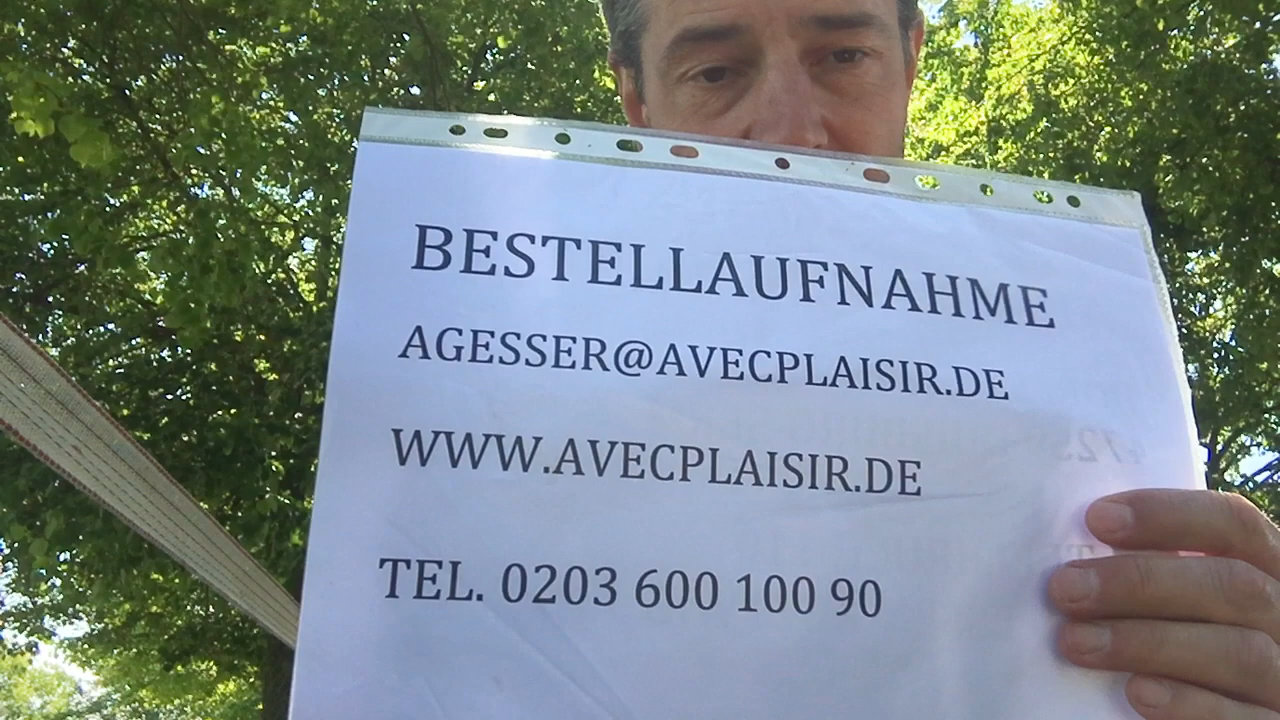 BESTELLAUFNAHME
AGESSER@AVECPLAISIR.DE
WWW.AVECPLAISIR.DE
TEL. 0203 600 100 90